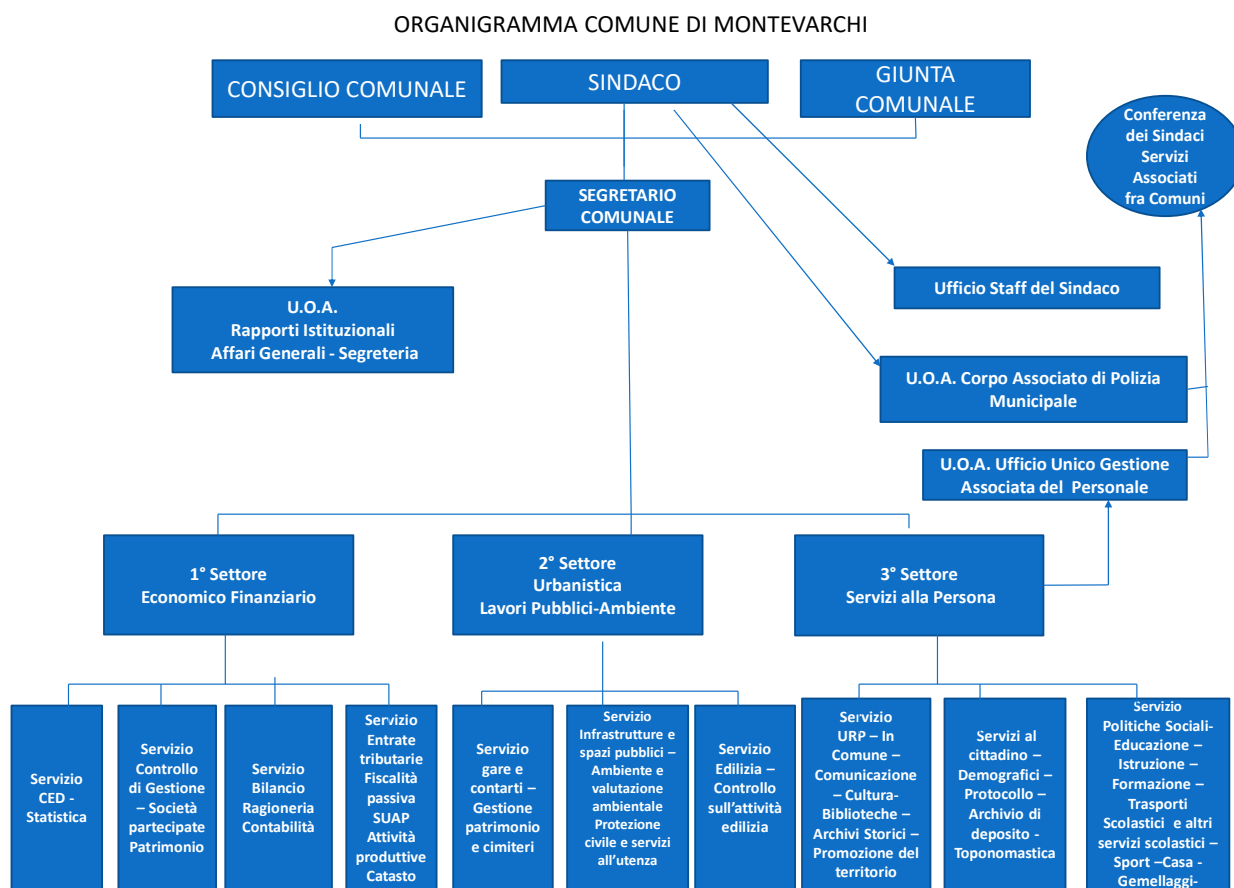 ORGANIGRAMMA COMUNE DI MONTEVARCHI
CONSIGLIO COMUNALE
SINDACO
GIUNTA
COMUNALE
Conferenza
dei Sindaci
Servizi
Associati
fra Comuni
SEGRETARIO
COMUNALE
Ufficio Staff del Sindaco
U.O.A.
Rapporti Istituzionali
Affari Generali - Segreteria
U.O.A. Corpo Associato di Polizia
Municipale
U.O.A. Ufficio Unico Gestione
Associata del Personale
1° Settore
Economico Finanziario
2° Settore
Urbanistica
Lavori Pubblici-Ambiente
3° Settore
Servizi alla Persona
Servizio
CED -
Statistica
Servizio
Controllo
di Gestione
– Società
partecipate
Patrimonio
Servizio
Bilancio
Ragioneria
Contabilità
Servizio
Entrate
tributarie
Fiscalità
passiva
SUAP
Attività
produttive
Catasto
Servizio
gare e
contarti –
Gestione
patrimonio
e cimiteri
Servizio
Infrastrutture e
spazi pubblici –
Ambiente e
valutazione
ambientale
Protezione
civile e servizi
all'utenza
Servizio
Edilizia –
Controllo
sull'attività
edilizia
Servizio
URP – In
Comune –
Comunicazione
– Cultura-
Biblioteche –
Archivi Storici –
Promozione del
territorio
Servizi al
cittadino –
Demografici –
Protocollo –
Archivio di
deposito -
Toponomastica
Servizio
Politiche Sociali-
Educazione –
Istruzione –
Formazione –
Trasporti
Scolastici e altri
servizi scolastici –
Sport –Casa -
Gemellaggi-